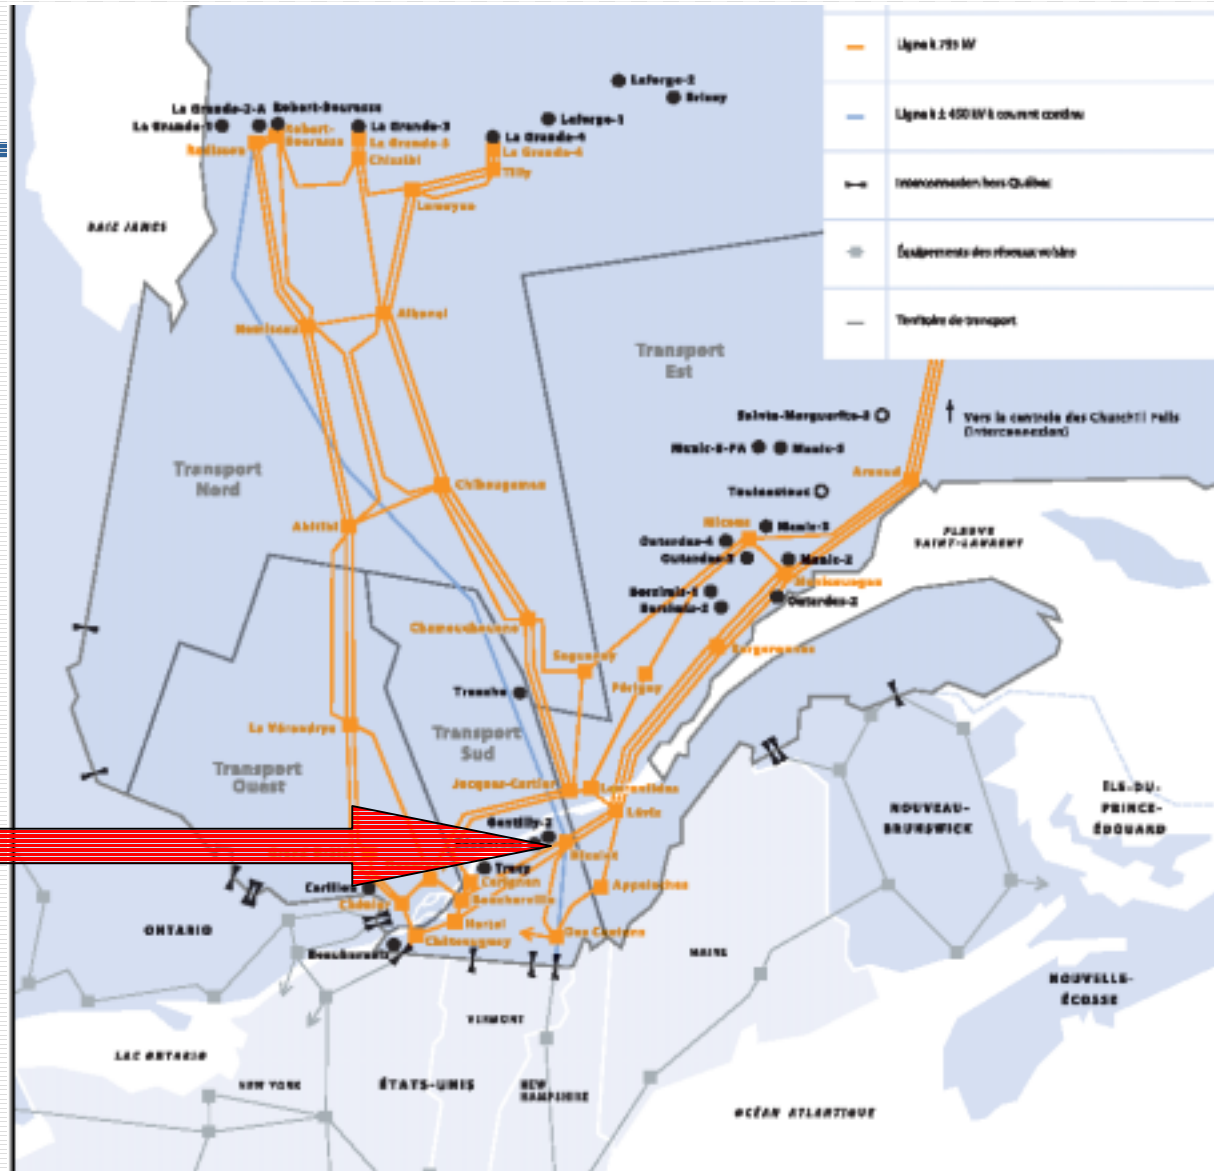 Ligne à 735 kV
Ligne à ± 450 kV à courant continu
Interconnexion hors Québec
Équipements des réseaux voisins
Territoire de transport
Laforge-2
Brisay
La Grande-2-A
Robert-Bourassa
La Grande-1
La Grande-3
Laforge-1
La Grande-4
Radisson
Robert-
Bourassa
La Grande-3
Chissibi
La Grande-4
Tilly
Lemoyne
BAIE JAMES
Nemiscau
Albanel
Transport
Est
Sainte-Marguerite-3
Vers la centrale des Churchill Falls
(Interconnexion)
Manic-5-PA
Manic-5
Arnaud
Transport
Nord
Chibougamau
Toulnustouc
Abitibi
Micoua
Manic-3
FLEUVE
SAINT-LAURENT
Outardes-4
Outardes-3
Manic-2
Manicouagan
Bersimis-1
Bersimis-2
Outardes-2
Chamouchouane
Saguenay
Bergeronnes
Périgny
Tranche
La Vérendrye
Transport
Sud
Transport
Ouest
Jacques-Cartier
Laurentides
Lévis
Gentilly-2
Nicolet
NOUVEAU-
BRUNSWICK
ÎLE-DU-
PRINCE-
ÉDOUARD
Tracy
Carignan
Carillon
Chénier
Boucherville
Appalaches
Hertel
Des Cantons
Châteauguay
Beauharnois
ONTARIO
MAINE
NOUVELLE-
ÉCOSSE
VERMONT
LAC ONTARIO
NEW YORK
ÉTATS-UNIS
NEW
HAMPSHIRE
OCÉAN ATLANTIQUE